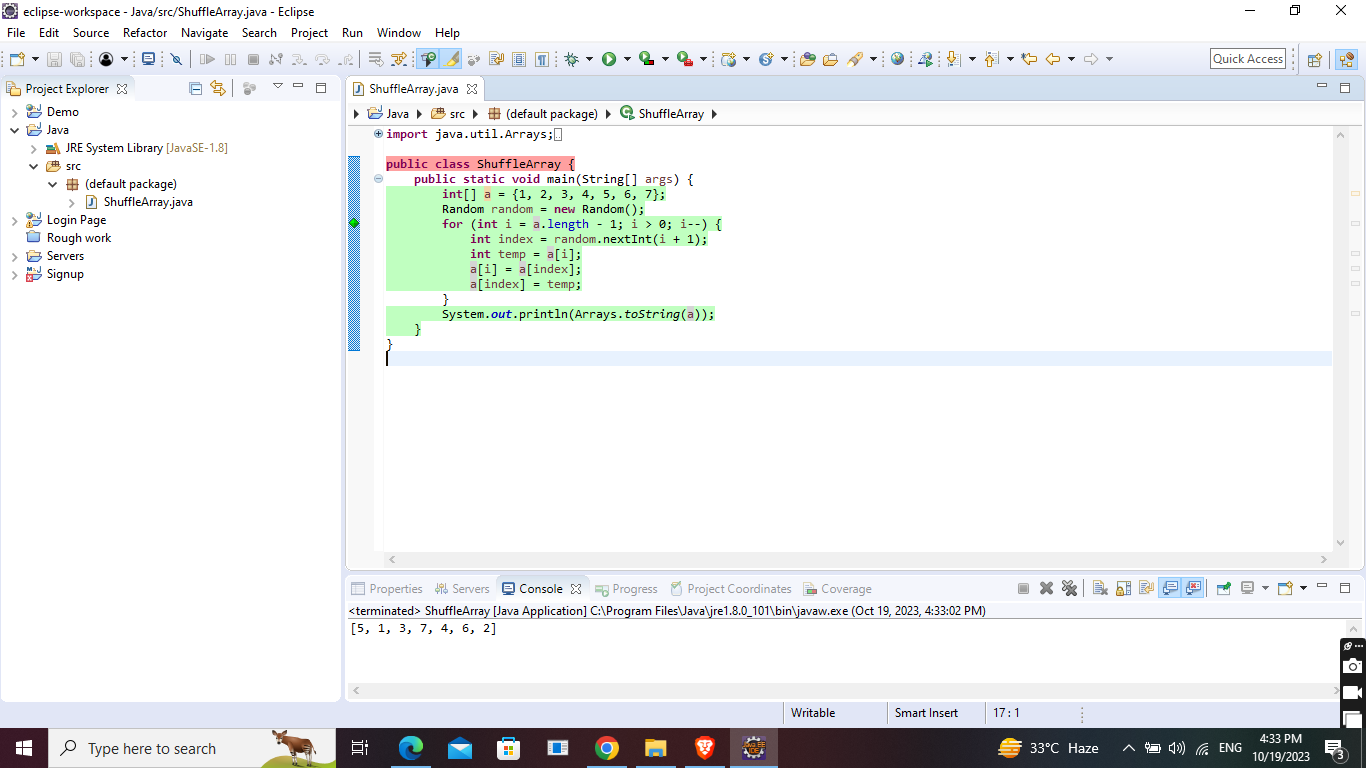 eclipse-workspace - Java/src/ShuffleArray.java - Eclipse
File Edit Source Refactor Navigate Search Project Run Window Help
Quick Access
Project Explorer
Demo
Java
JRE System Library [JavaSE-1.8]
src
(default package)
ShuffleArray.java
Login Page
Rough work
Servers
Signup
ShuffleArray.java
Java src (default package) ShuffleArray
import java.util.Arrays;
public class ShuffleArray {
public static void main(String[] args) {
int[] a = {1, 2, 3, 4, 5, 6, 7};
Random random = new Random();
for (int i = a.length - 1; i > 0; i--) {
int index = random.nextInt(i + 1);
int temp = a[i];
a[i] = a[index];
a[index] = temp;
}
System.out.println(Arrays.toString(a));
}
}
Properties Servers Console Progress Project Coordinates Coverage
<terminated> ShuffleArray [Java Application] C:\Program Files\Java\jre1.8.0_101\bin\javaw.exe (Oct 19, 2023, 4:33:02 PM)
[5, 1, 3, 7, 4, 6, 2]
Writable Smart Insert 17 : 1
Type here to search
33°C Haze
ENG
4:33 PM
10/19/2023
3